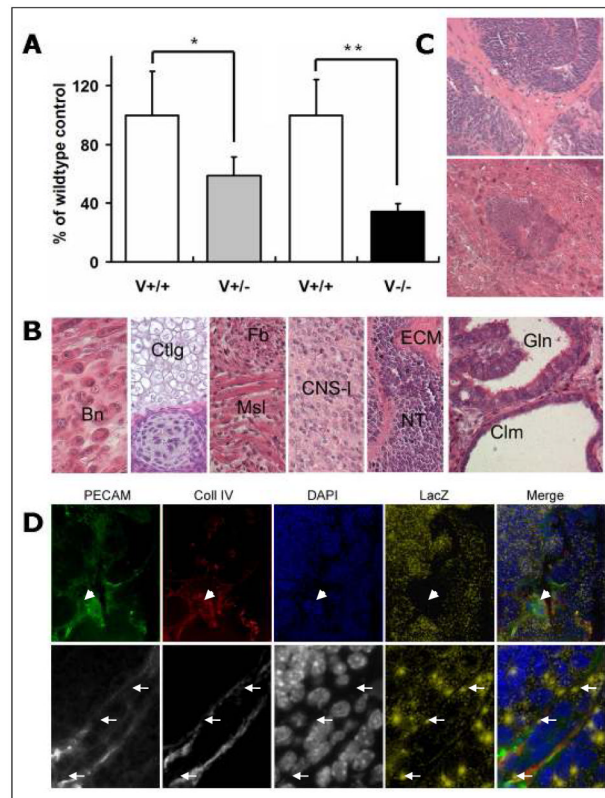 A
*
**
C
120
80
40
0
% of wildtype control
V+/+
V+/-
V+/+
V-/-
B
Bn
Ctlg
Fb
Msl
CNS-l
ECM
NT
Gln
Clm
D
PECAM
Coll IV
DAPI
LacZ
Merge